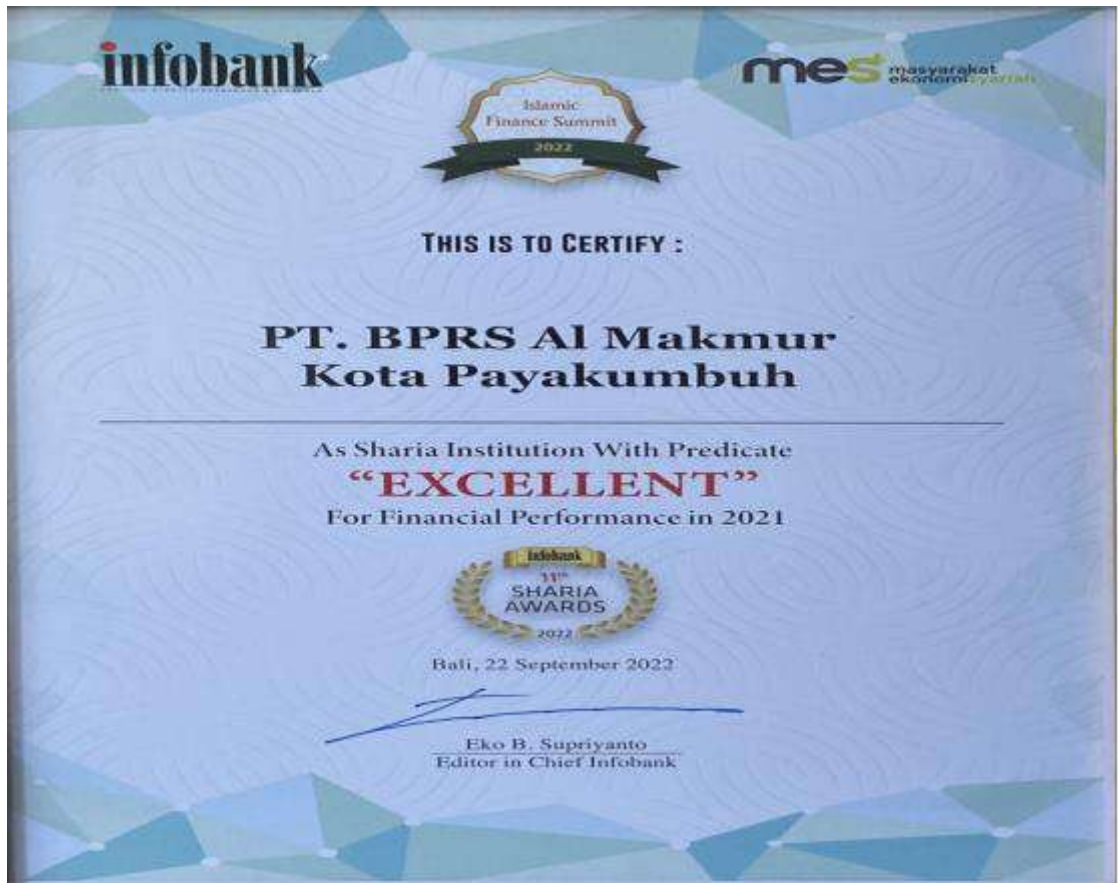 infobank
mes masyarakat
ekonomi syariah
Islamic
Finance Summit
2022
THIS IS TO CERTIFY :
PT. BPRS Al Makmur
Kota Payakumbuh
As Sharia Institution With Predicate
“EXCELLENT”
For Financial Performance in 2021
infobank
11th
SHARIA
AWARDS
2022
Bali, 22 September 2022
Eko B. Supriyanto
Editor in Chief Infobank